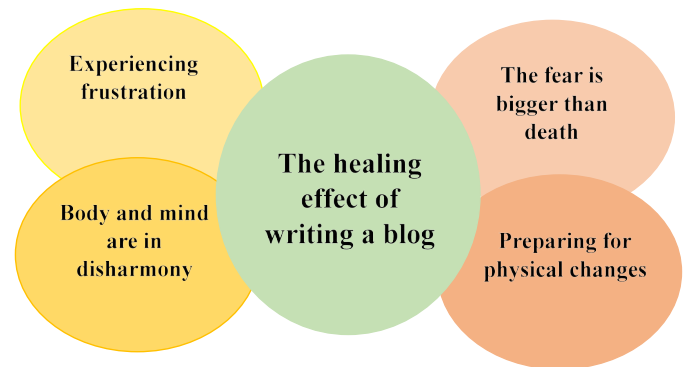 Experiencing
frustration
Body and mind
are in
disharmony
The healing
effect of
writing a blog
The fear is
bigger than
death
Preparing for
physical changes